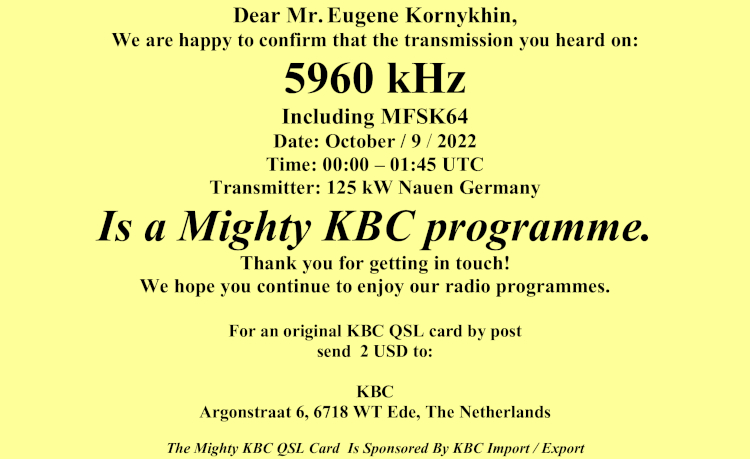 Dear Mr. Eugene Kornykhin,
We are happy to confirm that the transmission you heard on:
5960 kHz
Including MFSK64
Date: October / 9 / 2022
Time: 00:00 – 01:45 UTC
Transmitter: 125 kW Nauen Germany
Is a Mighty KBC programme.
Thank you for getting in touch!
We hope you continue to enjoy our radio programmes.
For an original KBC QSL card by post
send  2 USD to:
KBC
Argonstraat 6, 6718 WT Ede, The Netherlands
The Mighty KBC QSL Card  Is Sponsored By KBC Import / Export